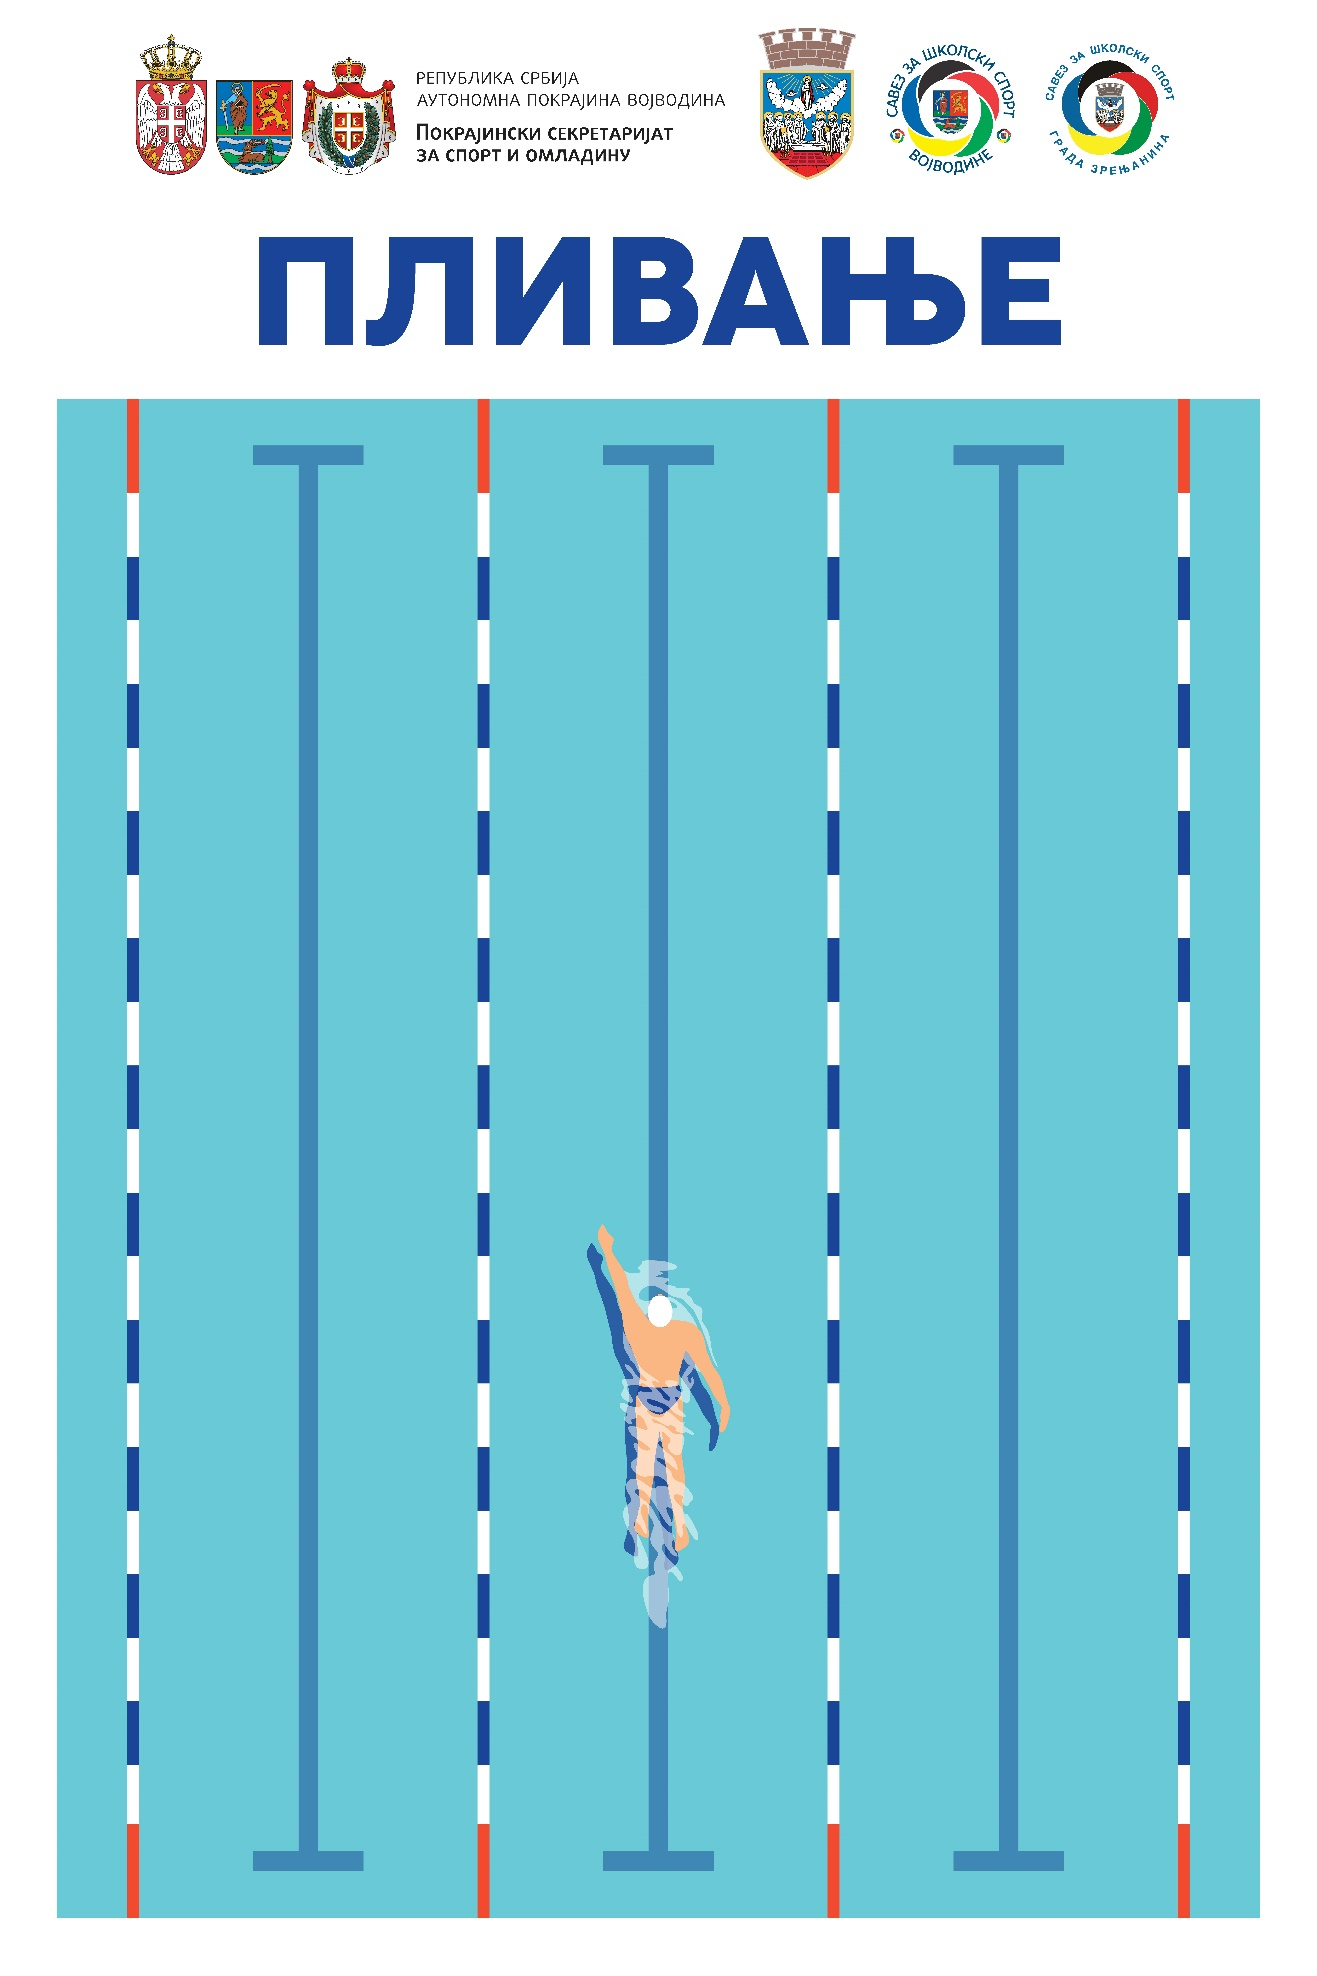 РЕПУБЛИКА СРБИЈА
АУТОНОМНА ПОКРАЈИНА ВОЈВОДИНА
ПОКРАЈИНСКИ СЕКРЕТАРИЈАТ
ЗА СПОРТ И ОМЛАДИНУ
САВЕЗ ЗА ШКОЛСКИ СПОРТ
ВОЈВОДИНЕ
САВЕЗ ЗА ШКОЛСКИ СПОРТ
ГРАДА ЗРЕЊАНИНА
ПЛИВАЊЕ